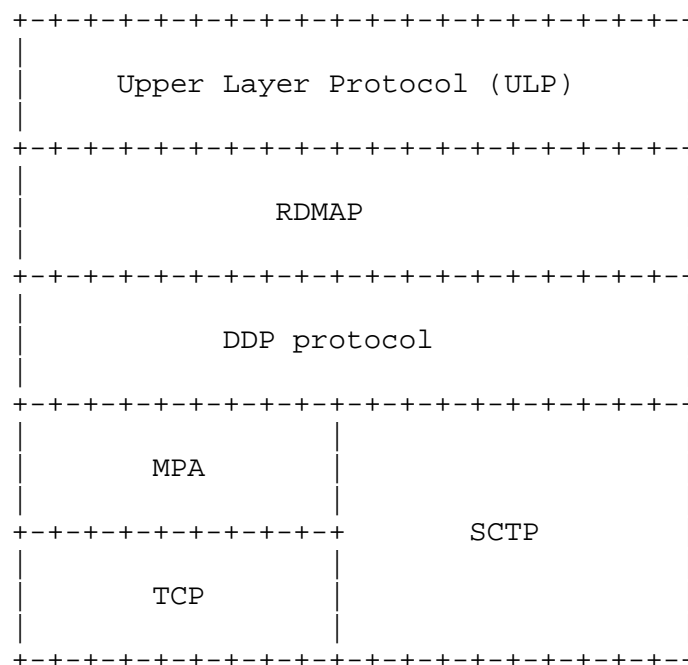 Upper Layer Protocol (ULP)
RDMAP
DDP protocol
MPA
SCTP
TCP